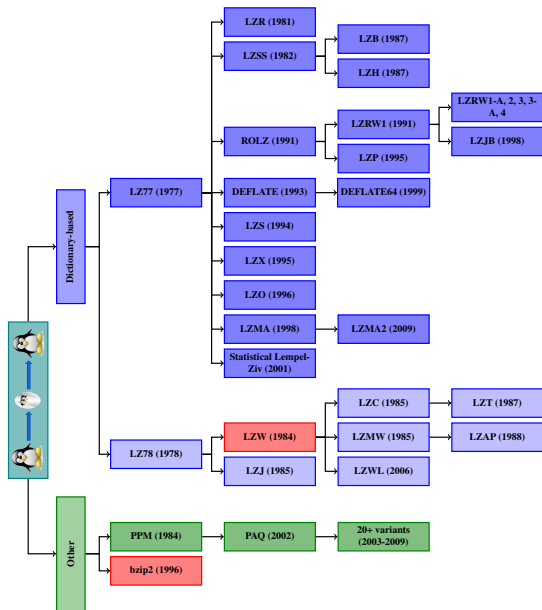 LZR (1981)
LZSS (1982)
LZB (1987)
LZH (1987)
ROLZ (1991)
LZRW1 (1991)
LZRW1-A, 2, 3, 3-
A, 4
LZJB (1998)
LZP (1995)
Dictionary-based
LZ77 (1977)
DEFLATE (1993)
DEFLATE64 (1999)
LZS (1994)
LZX (1995)
LZO (1996)
LZMA (1998)
LZMA2 (2009)
Statistical Lempel-
Ziv (2001)
LZ78 (1978)
LZW (1984)
LZC (1985)
LZT (1987)
LZMW (1985)
LZAP (1988)
LZJ (1985)
LZWL (2006)
Other
PPM (1984)
PAQ (2002)
20+ variants
(2003-2009)
bzip2 (1996)